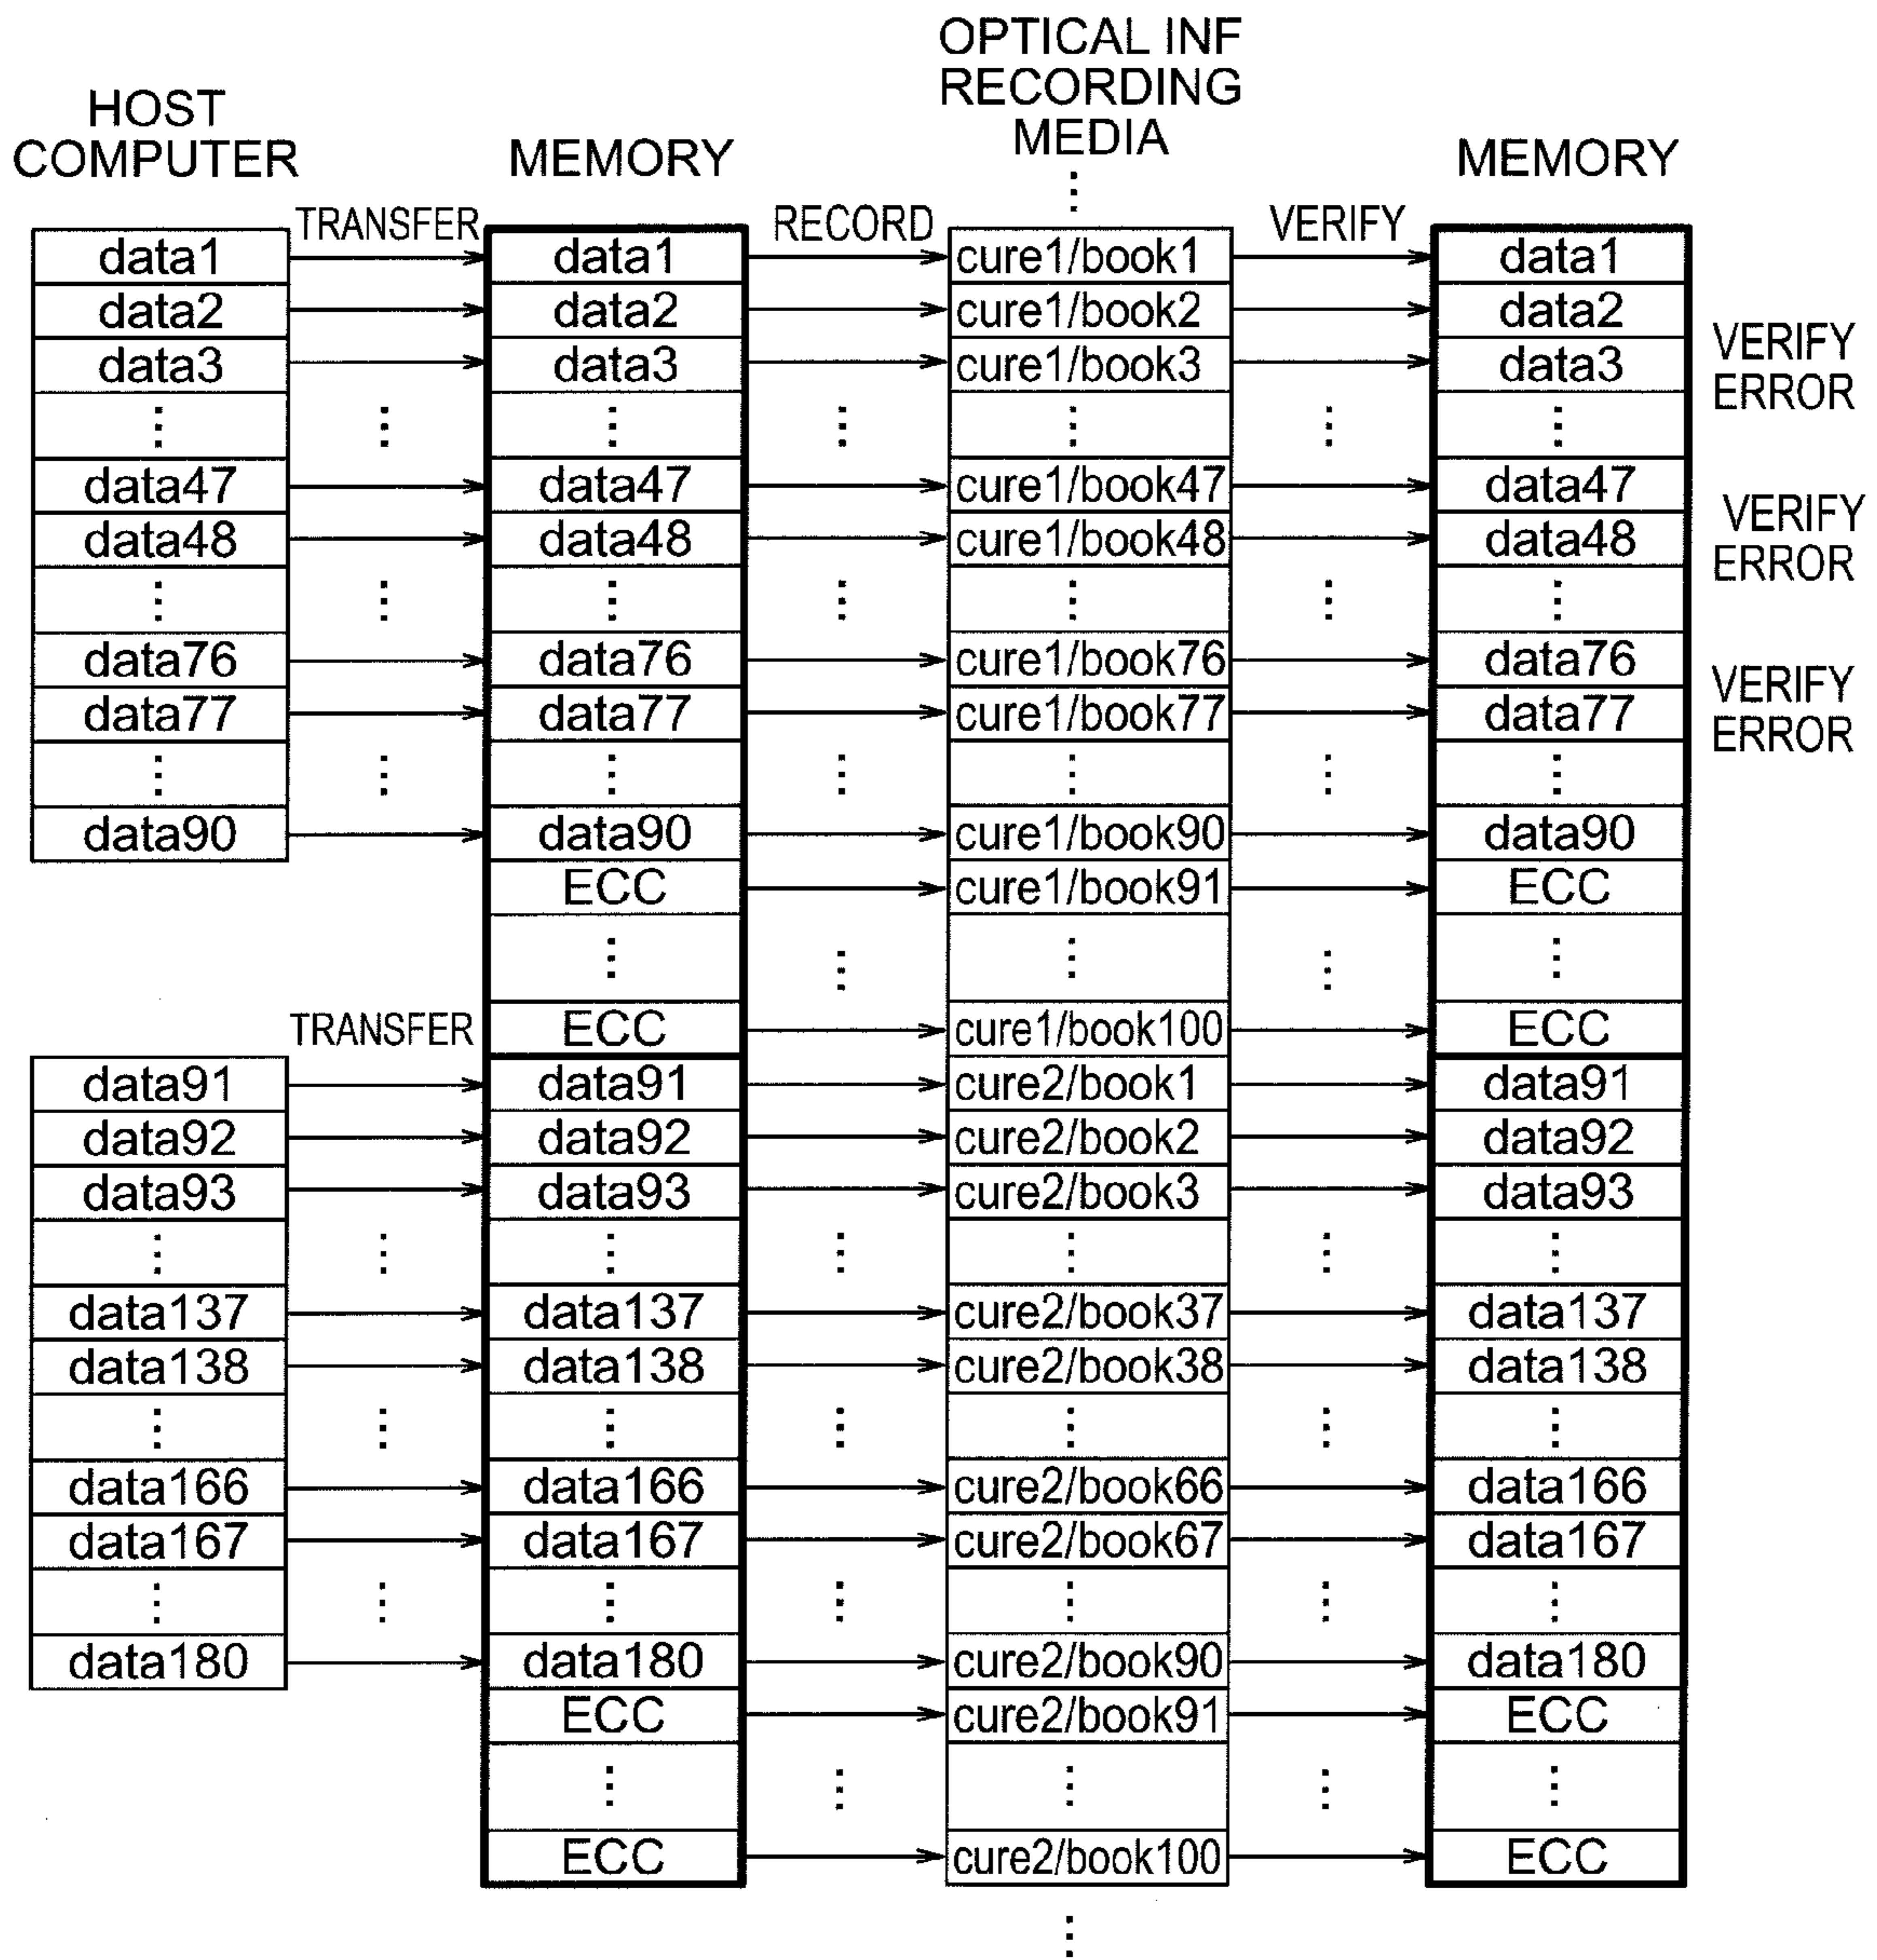 OPTICAL INF
RECORDING
MEDIA
HOST
COMPUTER
MEMORY
MEMORY
TRANSFER
RECORD
VERIFY
data1 data1 cure1/book1 data1
data2 data2 cure1/book2 data2
data3 data3 cure1/book3 data3
VERIFY
ERROR
data47 data47 cure1/book47 data47
data48 data48 cure1/book48 data48
VERIFY
ERROR
data76 data76 cure1/book76 data76
data77 data77 cure1/book77 data77
VERIFY
ERROR
data90 data90 cure1/book90 data90
ECC cure1/book91 ECC
ECC cure1/book100 ECC
TRANSFER
data91 data91 cure2/book1 data91
data92 data92 cure2/book2 data92
data93 data93 cure2/book3 data93
data137 data137 cure2/book37 data137
data138 data138 cure2/book38 data138
data166 data166 cure2/book66 data166
data167 data167 cure2/book67 data167
data180 data180 cure2/book90 data180
ECC cure2/book91 ECC
ECC cure2/book100 ECC